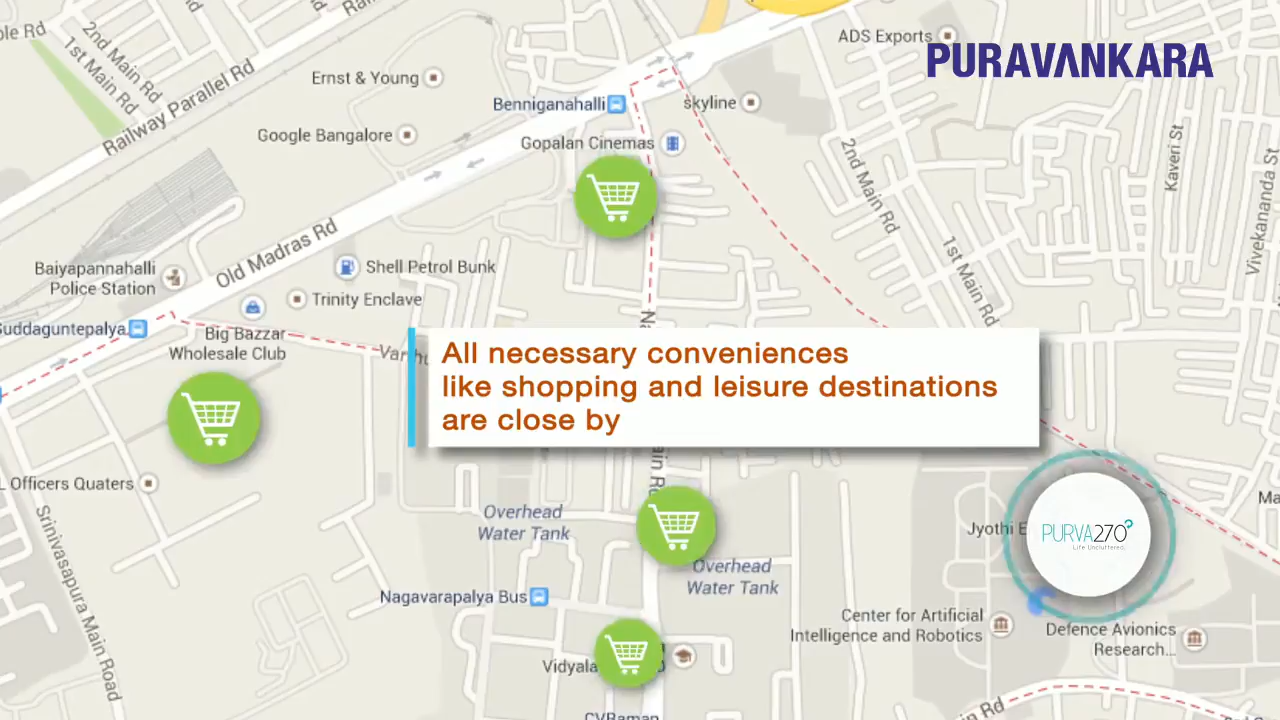 ADS Exports
PURAVANKARA
2nd Main Rd
1st Main Rd
Railway Parallel Rd
Ernst & Young
Benniganahalli
skyline
Google Bangalore
Gopalan Cinemas
Kaveri St
2nd Main Rd
Vivekananda St
Old Madras Rd
Baiyapannahalli
Police Station
Shell Petrol Bunk
Trinity Enclave
1st Main Rd
Suddaguntepalya
Big Bazzar
Wholesale Club
All necessary conveniences
like shopping and leisure destinations
are close by
L Officers Quaters
Overhead
Water Tank
Jyothi E
PURVA270
Life Uncluttered.
Overhead
Water Tank
Nagavarapalya Bus
Srinivasapura Main Road
Center for Artificial
Intelligence and Robotics
Defence Avionics
Research...
Vidyala
CVRaman